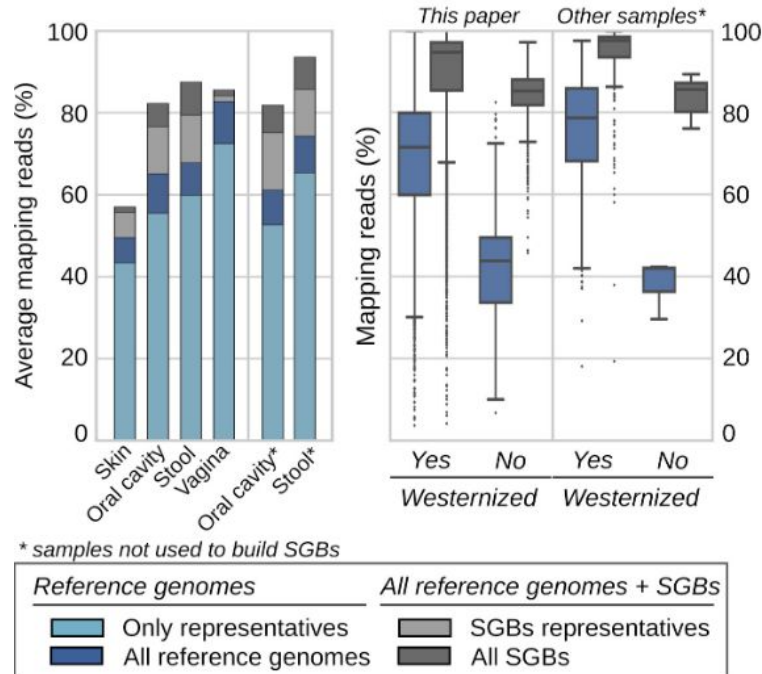 This paper Other samples*
100 100
80 80
60 60
40 40
20 20
0 0
Average mapping reads (%)
Mapping reads (%)
Skin
Oral cavity
Stool
Vagina
Oral cavity*
Stool*
Yes No Yes No
Westernized Westernized
* samples not used to build SGBs
Reference genomes All reference genomes + SGBs
Only representatives SGBs representatives
All reference genomes All SGBs